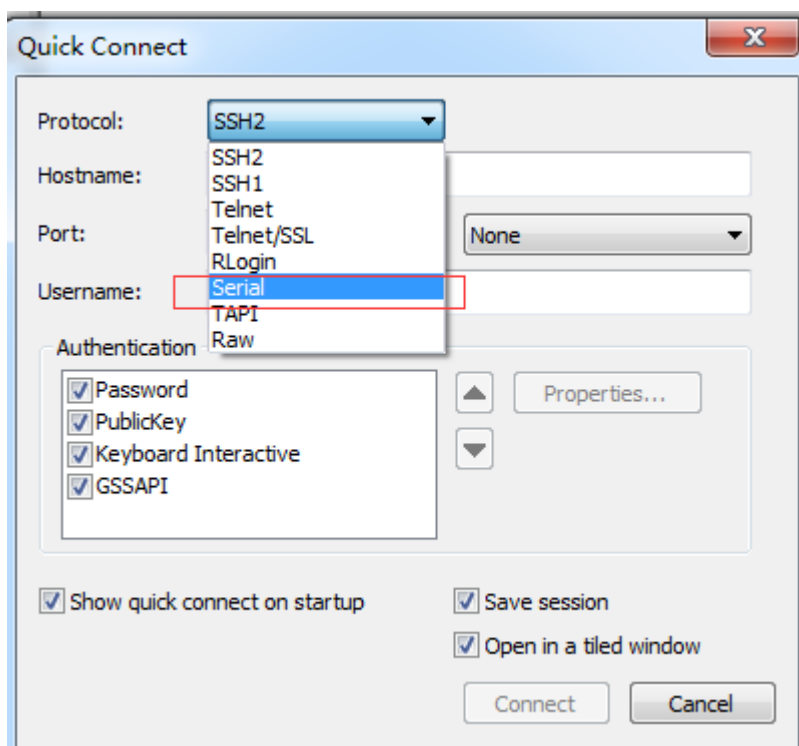 Quick Connect
Protocol: SSH2
SSH2
Hostname:
SSH1
Telnet
Port: Telnet/SSL None
RLogin
Username: Serial
TAPI
Raw
Authentication
Password
PublicKey
Properties...
Keyboard Interactive
GSSAPI
Show quick connect on startup
Save session
Open in a tiled window
Connect
Cancel